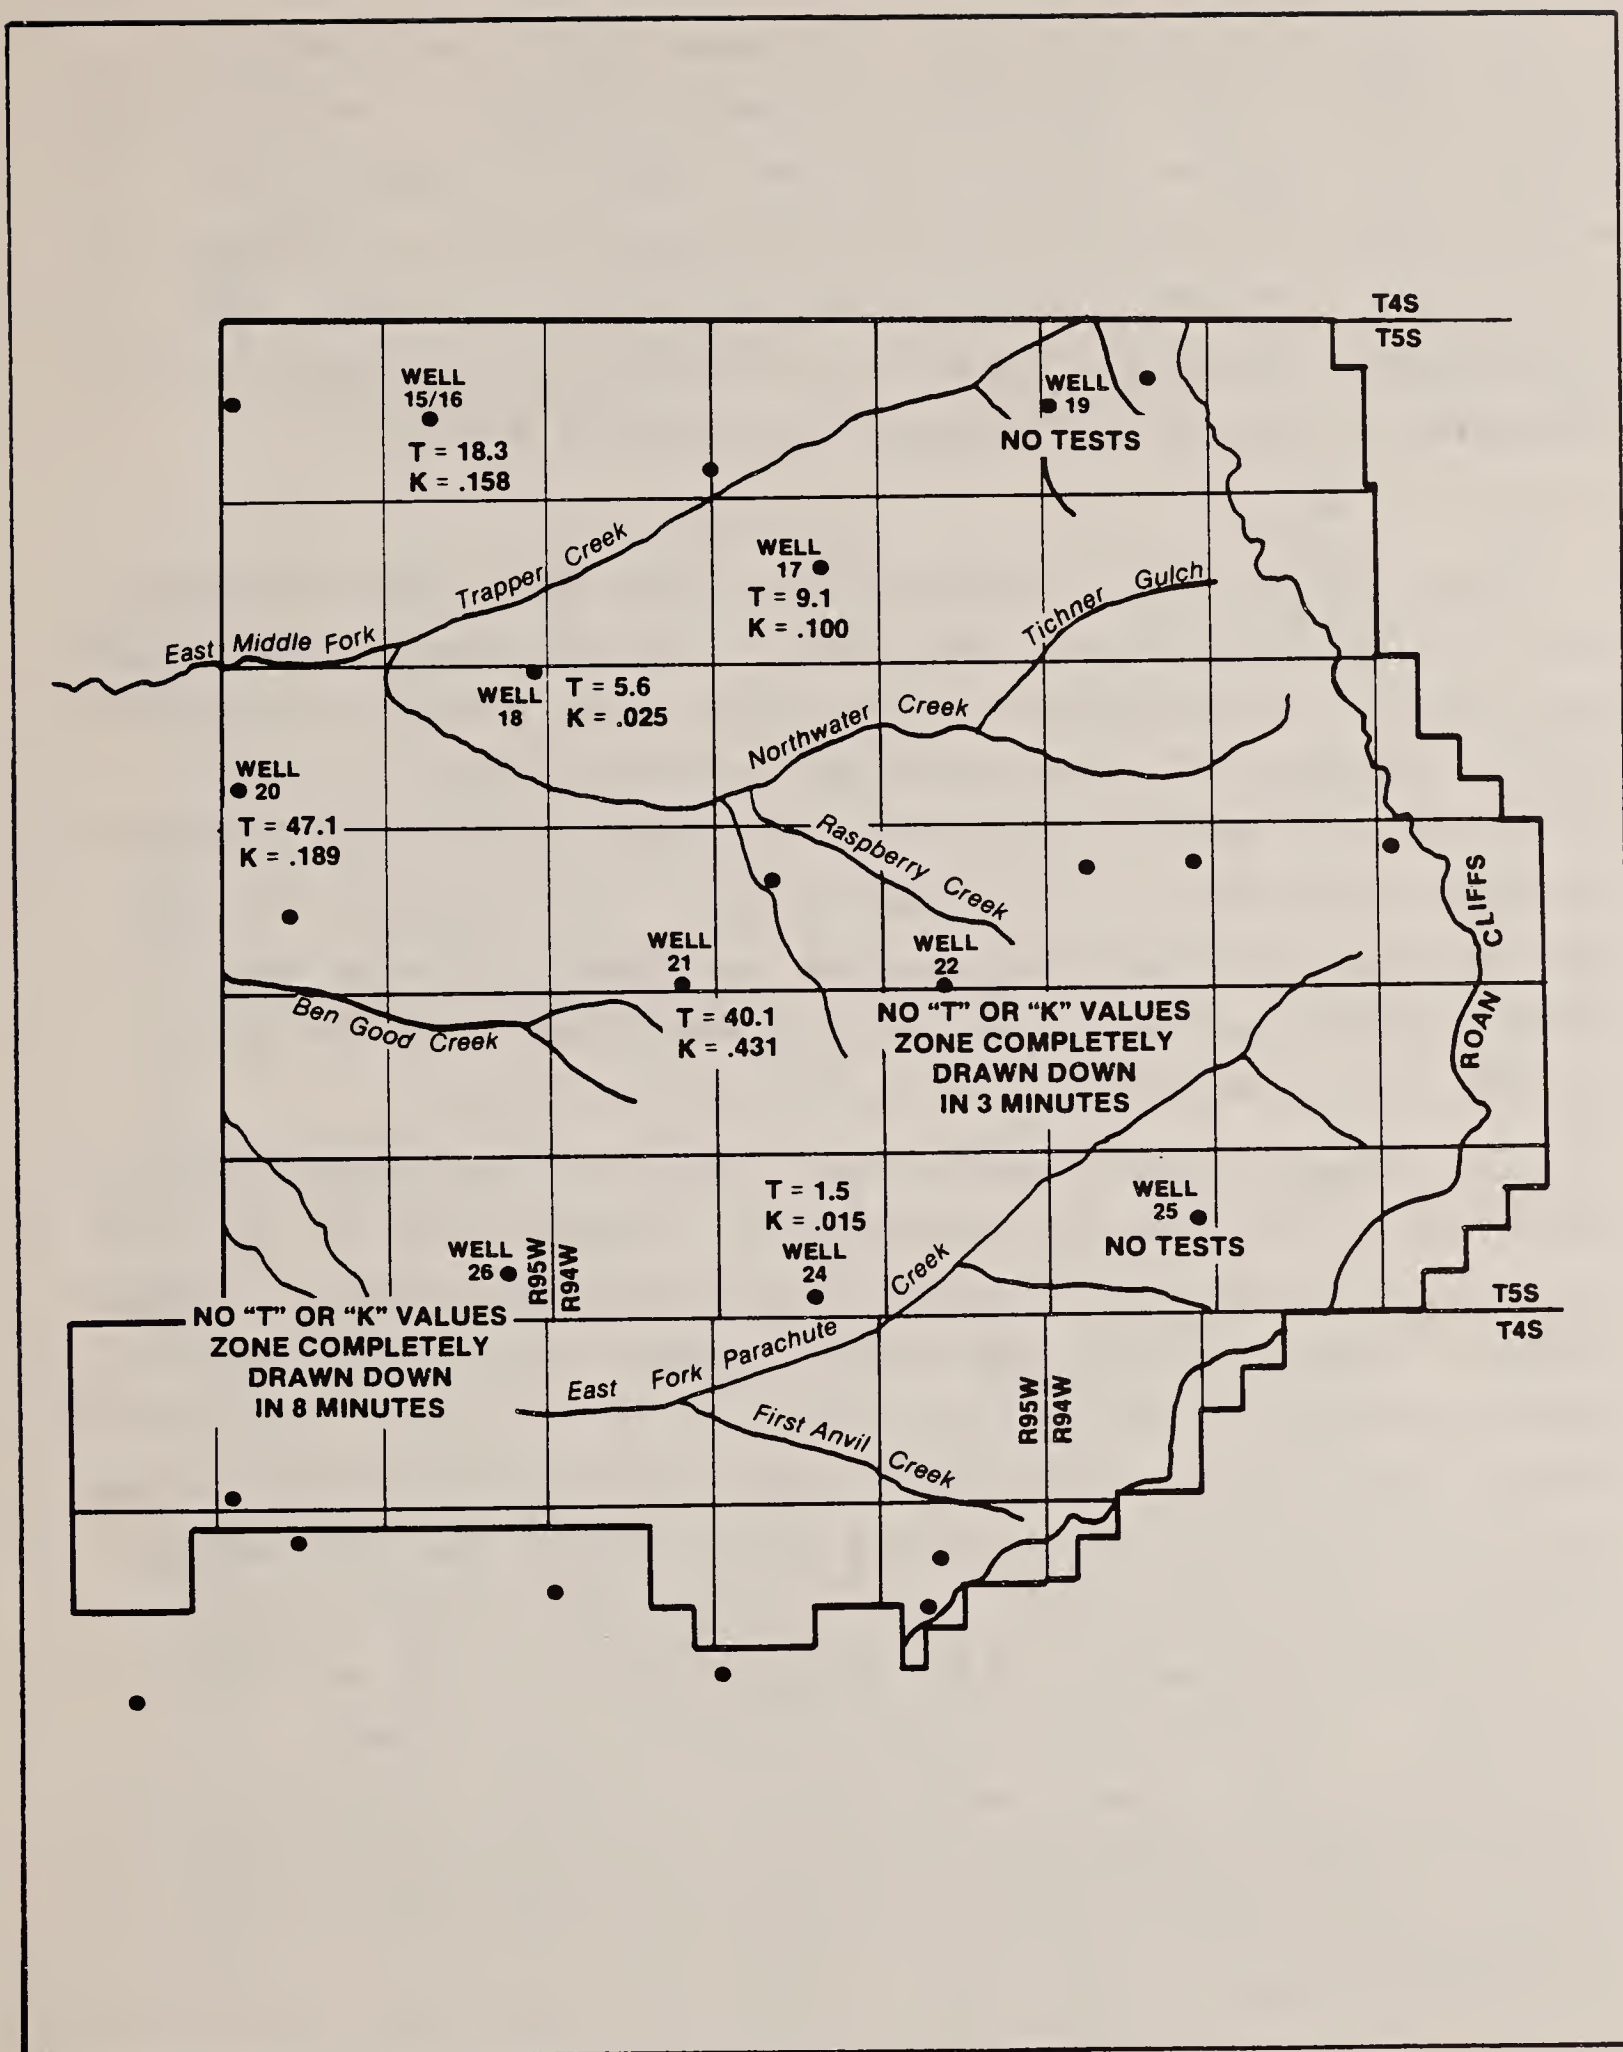 T4S
T5S
WELL
15/16
T = 18.3
K = .158
WELL
19
NO TESTS
Trapper Creek
WELL
17
T = 9.1
K = .100
Tichner Gulch
East Middle Fork
WELL
18
T = 5.6
K = .025
Northwater Creek
WELL
20
T = 47.1
K = .189
Raspberry Creek
ROAN CLIFFS
WELL
21
T = 40.1
K = .431
WELL
22
NO “T” OR “K” VALUES
ZONE COMPLETELY
DRAWN DOWN
IN 3 MINUTES
Ben Good Creek
T = 1.5
K = .015
WELL
24
WELL
25
NO TESTS
WELL
26
R95W
R94W
NO “T” OR “K” VALUES
ZONE COMPLETELY
DRAWN DOWN
IN 8 MINUTES
East Fork Parachute Creek
T5S
T4S
First Anvil Creek
R95W
R94W